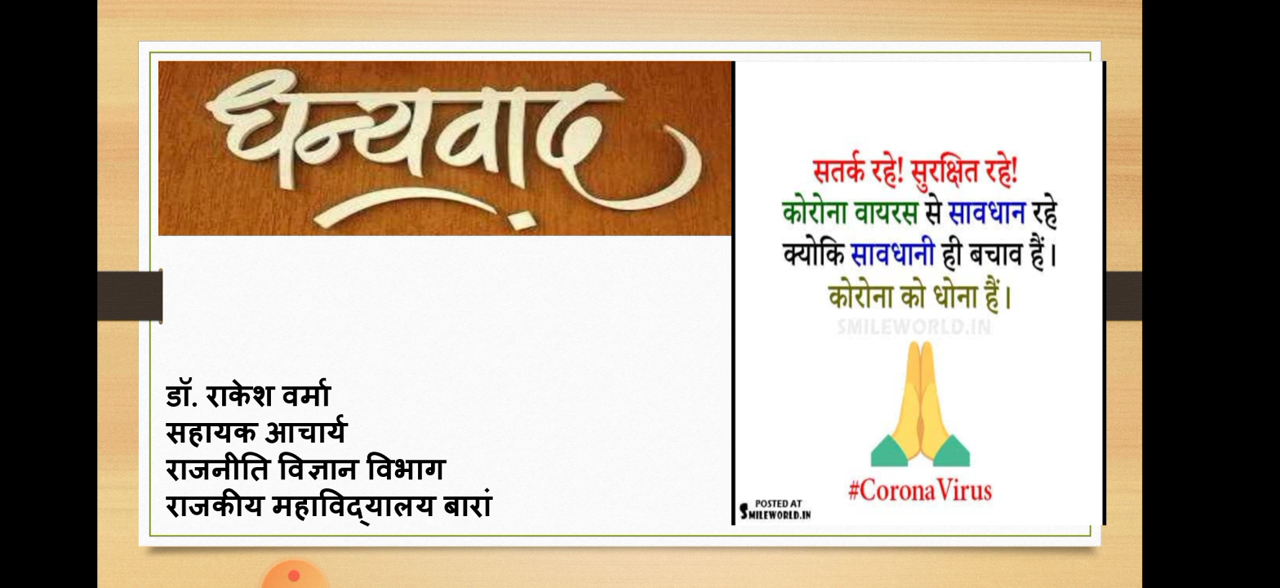 धन्यवाद
डॉ. राकेश वर्मा
सहायक आचार्य
राजनीति विज्ञान विभाग
राजकीय महाविद्यालय बारां
सतर्क रहे! सुरक्षित रहे!
कोरोना वायरस से सावधान रहे
क्योकि सावधानी ही बचाव हैं।
कोरोना को धोना हैं।
SMILEWORLD.IN
#CoronaVirus
POSTED AT
SMILEWORLD.IN